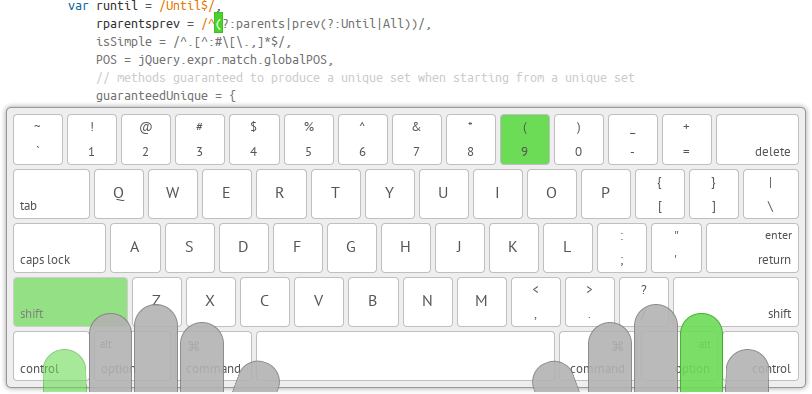 var runtil = /Until$/,
rparentsprev = /^(?:parents|prev(?:Until|All))/,
isSimple = /^.[^:#\[\.,]*$/,
POS = jQuery.expr.match.globalPOS,
// methods guaranteed to produce a unique set when starting from a unique set
guaranteedUnique = {
~ ! @ # $ % ^ & * ( ) _ +
` 1 2 3 4 5 6 7 8 9 0 - = delete
{ } |
tab Q W E R T Y U I O P [ ] \
: " enter
caps lock A S D F G H J K L ; ' return
< > ?
shift Z X C V B N M , . shift
alt ⌘ ⌘ alt
control option command command option control